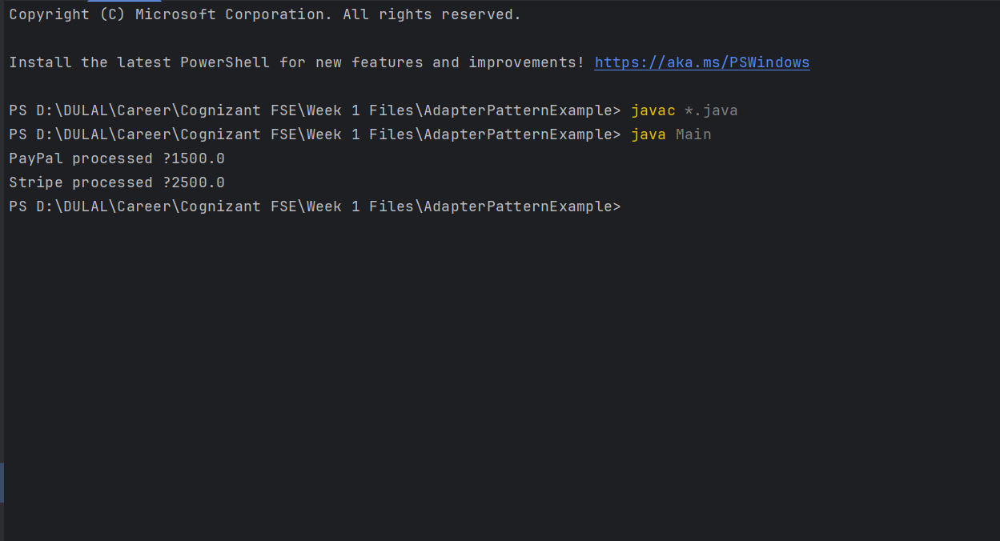 Copyright (C) Microsoft Corporation. All rights reserved.
Install the latest PowerShell for new features and improvements! https://aka.ms/PSWindows
PS D:\DULAL\Career\Cognizant FSE\Week 1 Files\AdapterPatternExample> javac *.java
PS D:\DULAL\Career\Cognizant FSE\Week 1 Files\AdapterPatternExample> java Main
PayPal processed ?1500.0
Stripe processed ?2500.0
PS D:\DULAL\Career\Cognizant FSE\Week 1 Files\AdapterPatternExample>